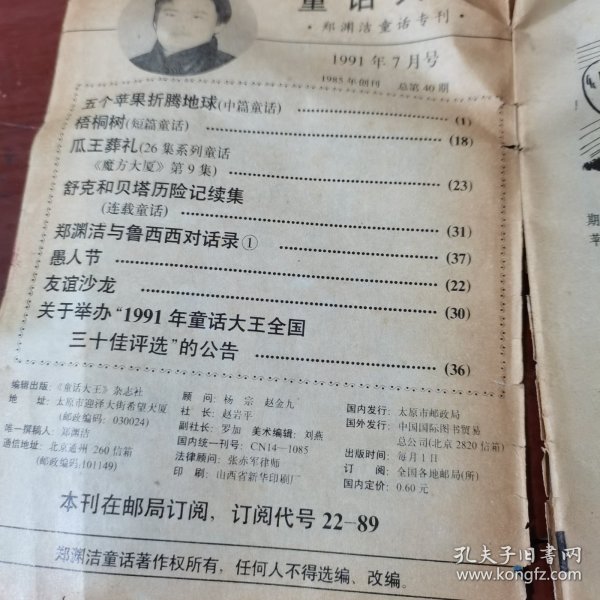 童话大
·郑渊洁童话专刊·
1991年7月号
1985年创刊 总第40期
五个苹果折腾地球(中篇童话) (1)
梧桐树(短篇童话) (18)
瓜王葬礼(26集系列童话
《魔方大厦》第9集) (23)
舒克和贝塔历险记续集
(连载童话) (31)
郑渊洁与鲁西西对话录① (37)
愚人节 (22)
友谊沙龙 (30)
关于举办“1991年童话大王全国
三十佳评选”的公告 (36)
编辑出版:《童话大王》杂志社
地 址: 太原市迎泽大街希望大厦
(邮政编码: 030024)
唯一撰稿人: 郑渊洁
通信地址: 北京通州260信箱
(邮政编码:101149)
顾 问: 杨 宗 赵金九
社 长: 赵岩平
副社长: 罗加 美术编辑: 刘燕
国内统一刊号: CN14-1085
法律顾问: 张赤军律师
印 刷: 山西省新华印刷厂
国内发行: 太原市邮政局
国外发行: 中国国际图书贸易
总公司(北京2820信箱)
出版时间: 每月1日
订 阅: 全国各地邮局(所)
国内定价: 0.60元
本刊在邮局订阅, 订阅代号22-89
郑渊洁童话著作权所有, 任何人不得选编、改编。
期
苹
孔夫子旧书网
www.kongfz.com